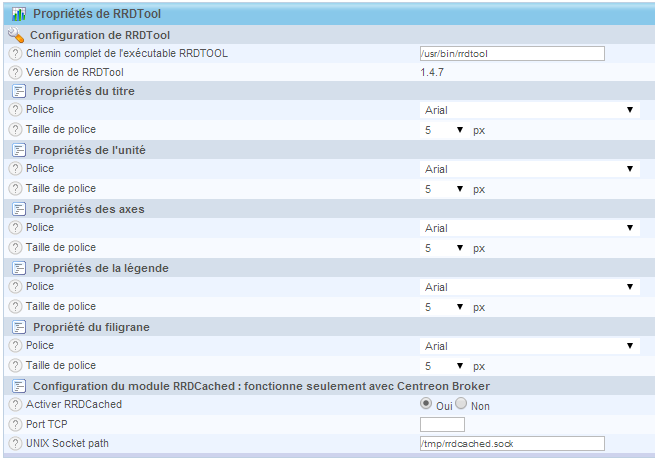 Propriétés de RRDTool
Configuration de RRDTool
? Chemin complet de l'exécutable RRDTOOL /usr/bin/rrdtool
? Version de RRDTool 1.4.7
Propriétés du titre
? Police Arial
? Taille de police 5 px
Propriétés de l'unité
? Police Arial
? Taille de police 5 px
Propriétés des axes
? Police Arial
? Taille de police 5 px
Propriétés de la légende
? Police Arial
? Taille de police 5 px
Propriété du filigrane
? Police Arial
? Taille de police 5 px
Configuration du module RRDCached : fonctionne seulement avec Centreon Broker
? Activer RRDCached Oui Non
? Port TCP
? UNIX Socket path /tmp/rrdcached.sock